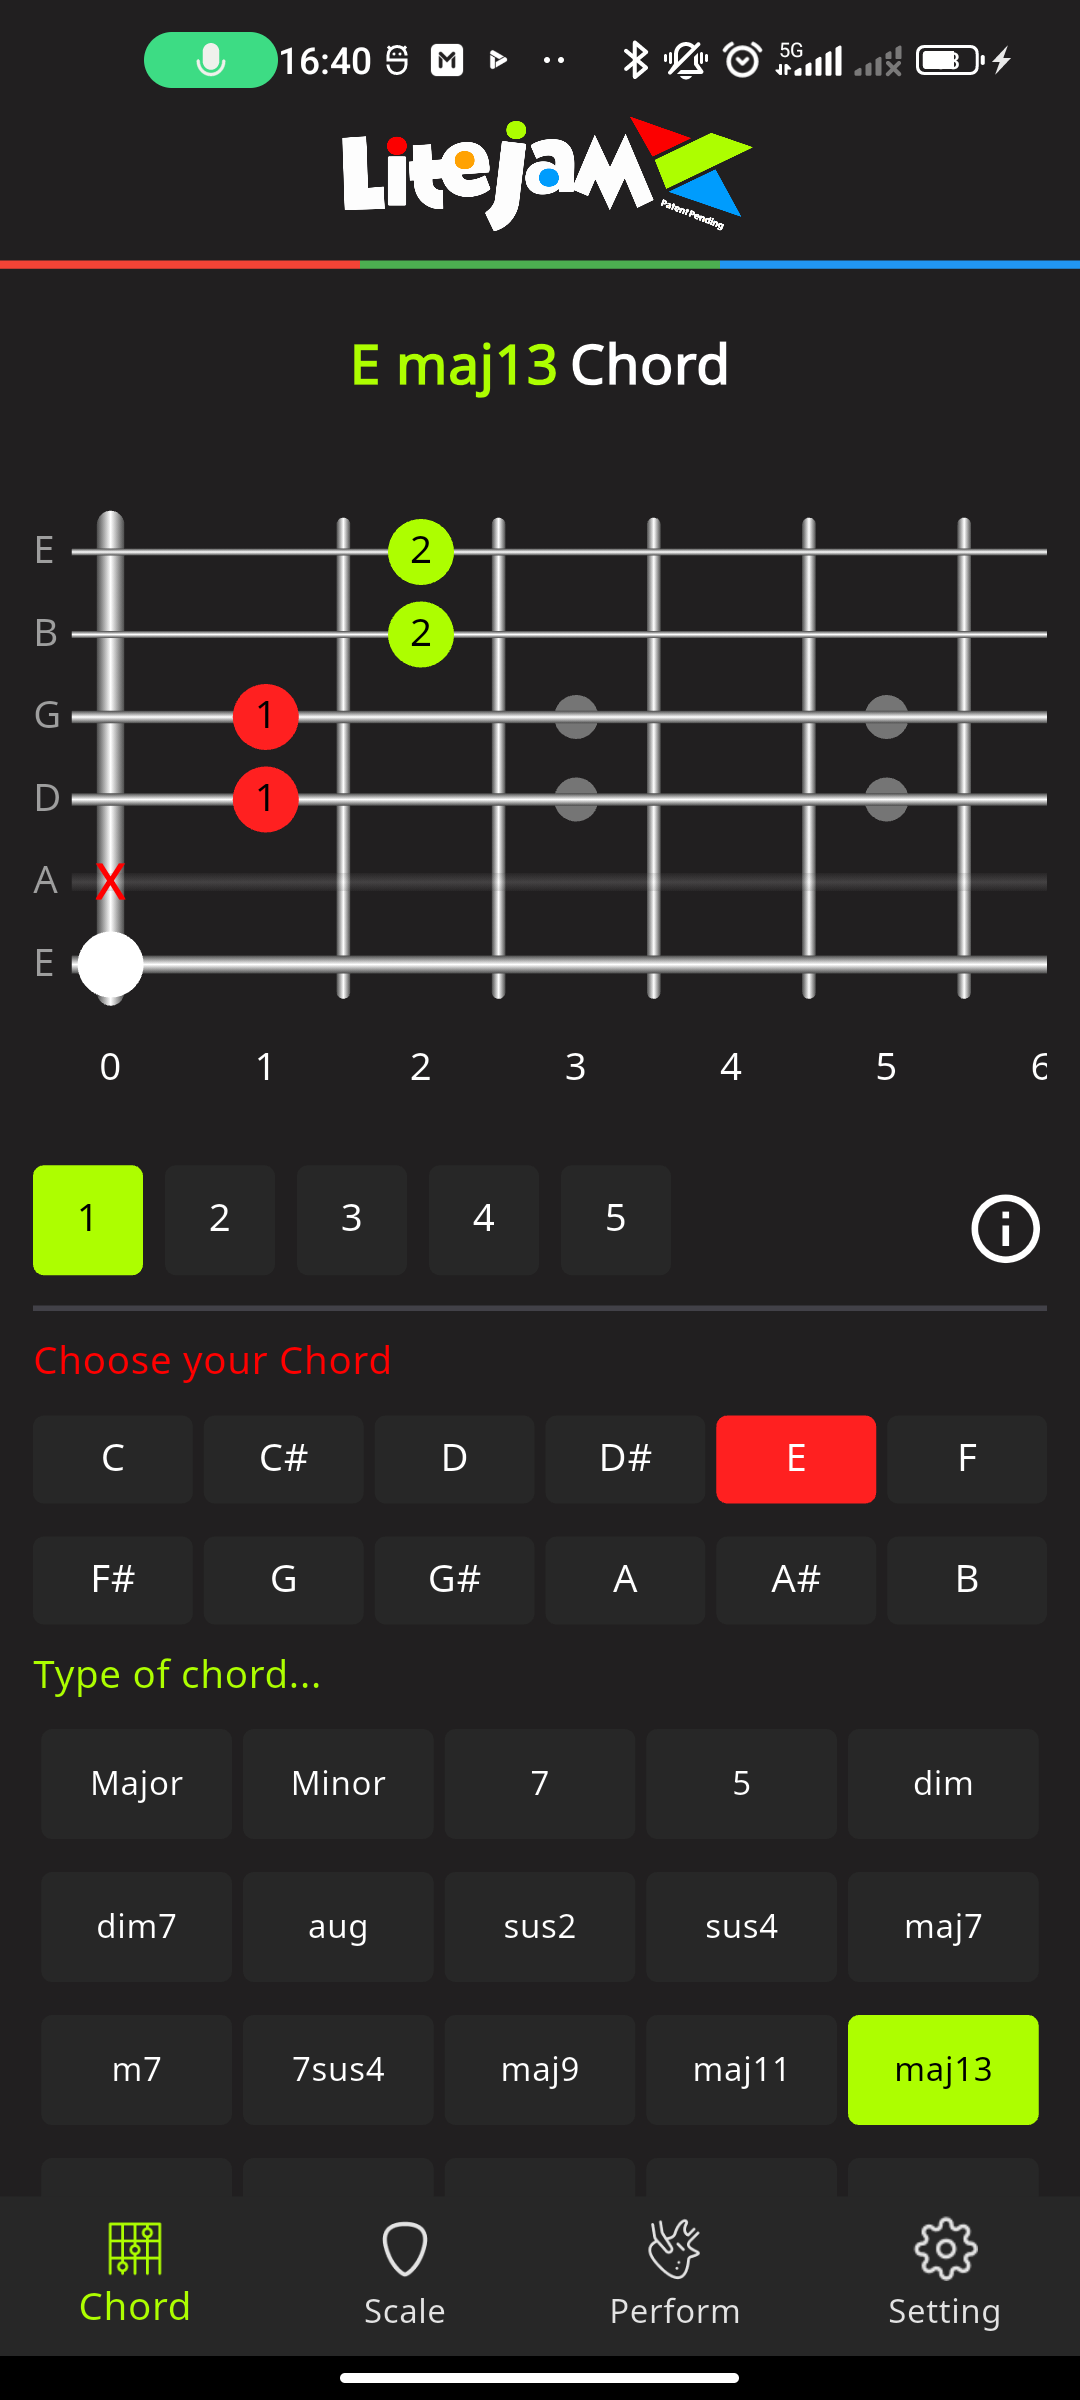 16:40 5G
Litejam
Patent Pending
E maj13 Chord
E 2
B 2
G 1
D 1
A X
E
0 1 2 3 4 5 6
1 2 3 4 5
Choose your Chord
C C# D D# E F
F# G G# A A# B
Type of chord...
Major Minor 7 5 dim
dim7 aug sus2 sus4 maj7
m7 7sus4 maj9 maj11 maj13
Chord Scale Perform Setting